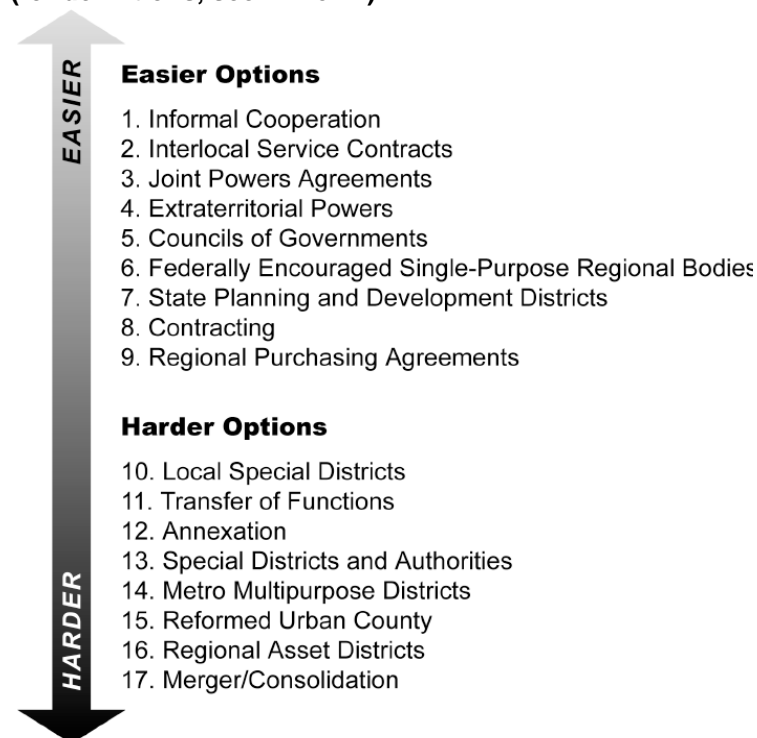 EASIER
Easier Options
1. Informal Cooperation
2. Interlocal Service Contracts
3. Joint Powers Agreements
4. Extraterritorial Powers
5. Councils of Governments
6. Federally Encouraged Single-Purpose Regional Bodies
7. State Planning and Development Districts
8. Contracting
9. Regional Purchasing Agreements
Harder Options
10. Local Special Districts
11. Transfer of Functions
12. Annexation
13. Special Districts and Authorities
14. Metro Multipurpose Districts
15. Reformed Urban County
16. Regional Asset Districts
17. Merger/Consolidation
HARDER